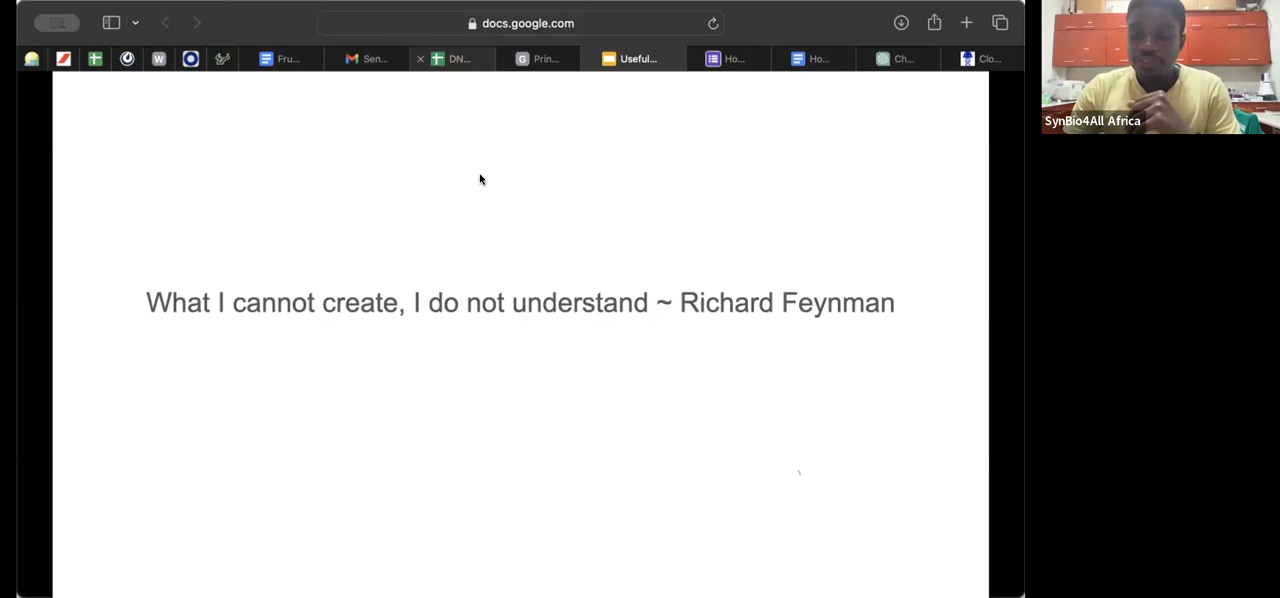 docs.google.com
Fru...
Sen...
DN...
Prin...
Useful...
Ho...
Ho...
Ch...
Clo...
SynBio4All Africa
What I cannot create, I do not understand ~ Richard Feynman